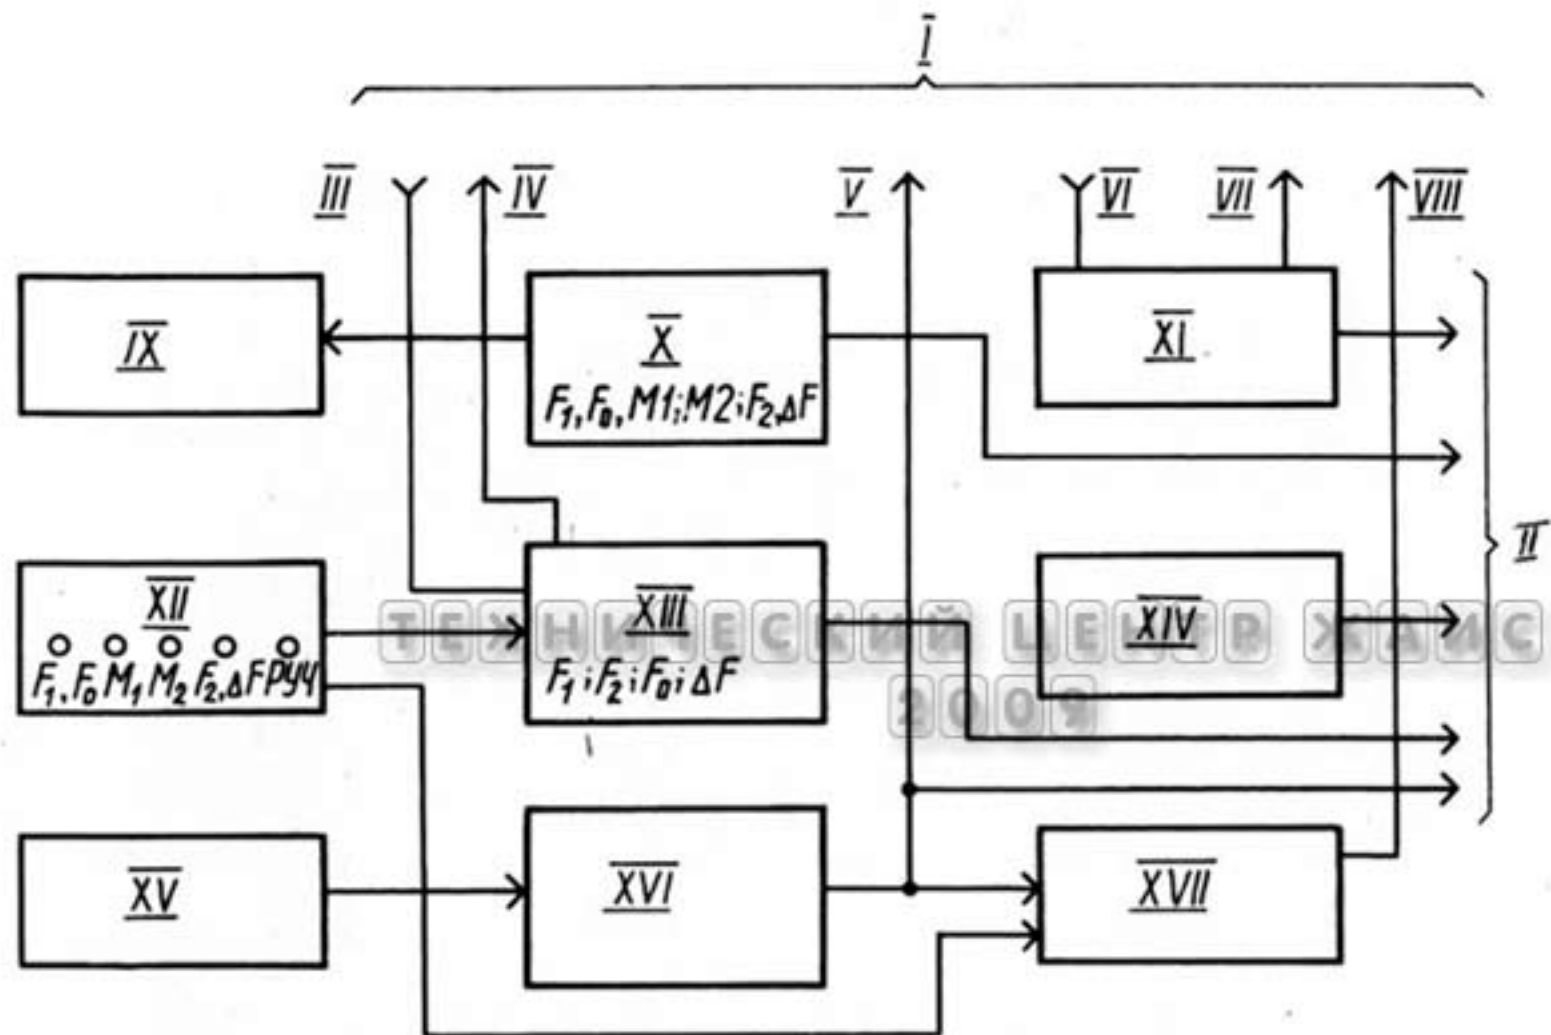 I
III
IV
V
VI
VII
VIII
IX
X
F₁, F₀, M1; M2; F₂, ΔF
XI
II
XII
F₁, F₀ M₁ M₂ F₂, ΔF РУЧ
XIII
F₁; F₂; F₀; ΔF
XIV
ТЕХНИЧЕСКИЙ ЦЕНТР ЖАИС
2009
XV
XVI
XVII